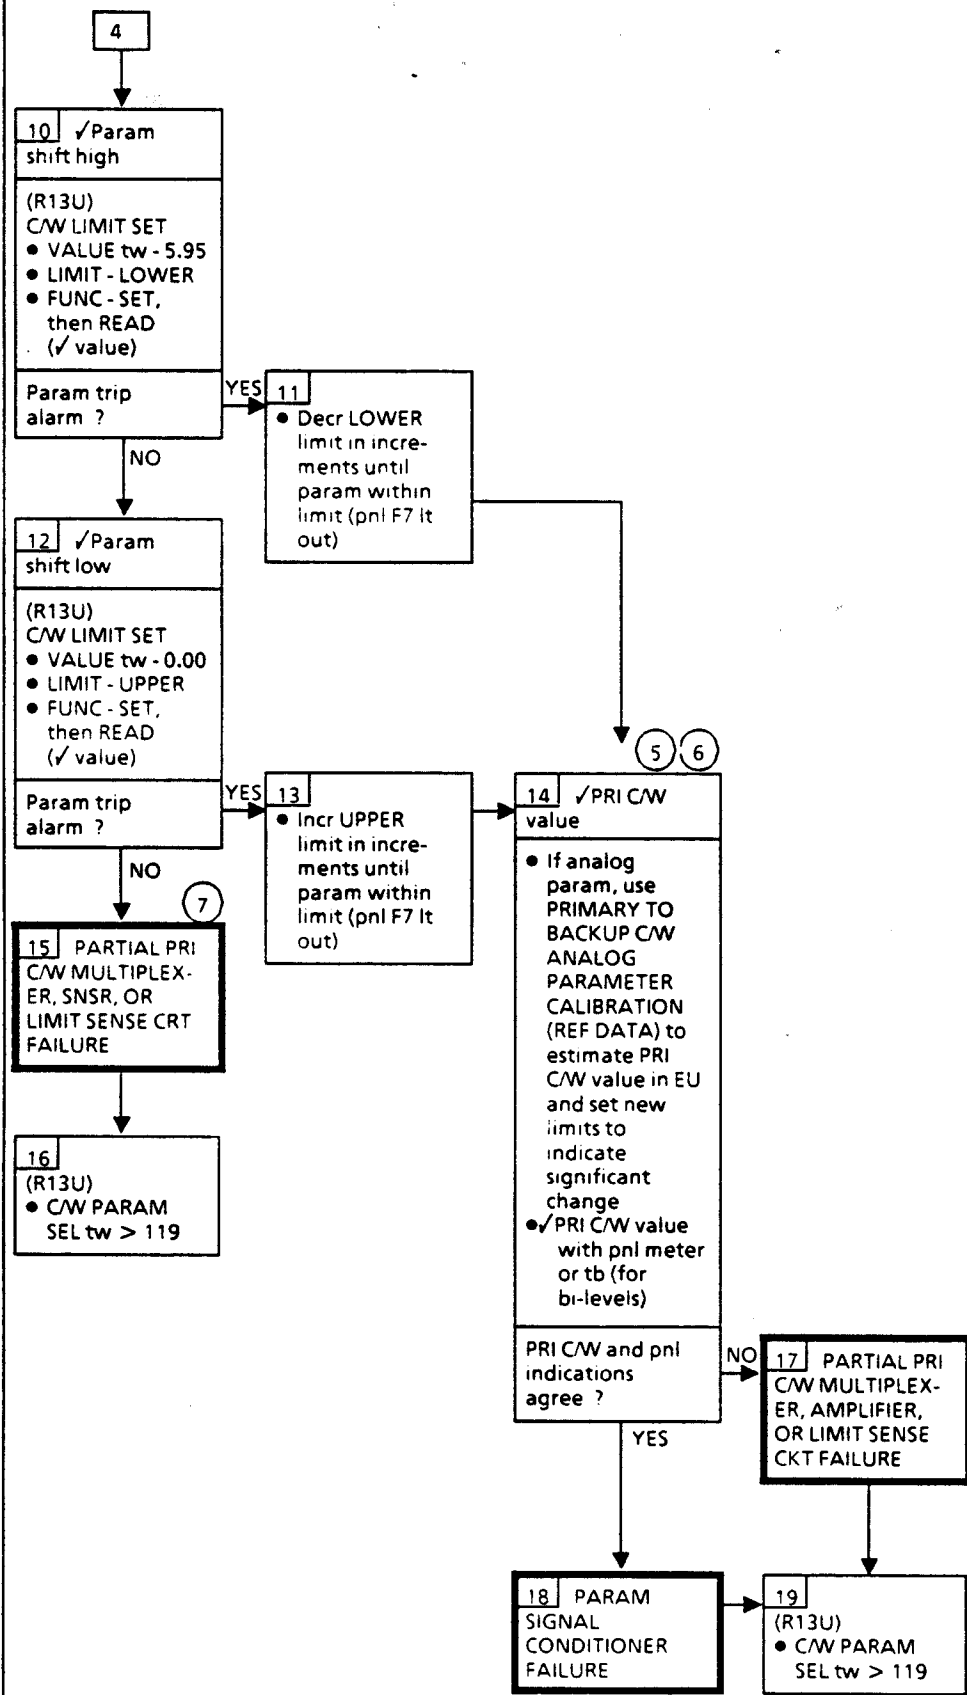 4
10 ✓Param
shift high
(R13U)
C/W LIMIT SET
● VALUE tw - 5.95
● LIMIT - LOWER
● FUNC - SET,
then READ
(✓ value)
Param trip
alarm ?
YES
NO
11
● Decr LOWER
limit in incre-
ments until
param within
limit (pnl F7 lt
out)
12 ✓Param
shift low
(R13U)
C/W LIMIT SET
● VALUE tw - 0.00
● LIMIT - UPPER
● FUNC - SET,
then READ
(✓ value)
Param trip
alarm ?
YES
NO
13
● Incr UPPER
limit in incre-
ments until
param within
limit (pnl F7 lt
out)
5 6
14 ✓PRI C/W
value
● If analog
param, use
PRIMARY TO
BACKUP C/W
ANALOG
PARAMETER
CALIBRATION
(REF DATA) to
estimate PRI
C/W value in EU
and set new
limits to
indicate
significant
change
●✓PRI C/W value
with pnl meter
or tb (for
bi-levels)
PRI C/W and pnl
indications
agree ?
NO
YES
7
15 PARTIAL PRI
C/W MULTIPLEX-
ER, SNSR, OR
LIMIT SENSE CRT
FAILURE
16
(R13U)
● C/W PARAM
SEL tw > 119
17 PARTIAL PRI
C/W MULTIPLEX-
ER, AMPLIFIER,
OR LIMIT SENSE
CKT FAILURE
18 PARAM
SIGNAL
CONDITIONER
FAILURE
19
(R13U)
● C/W PARAM
SEL tw > 119